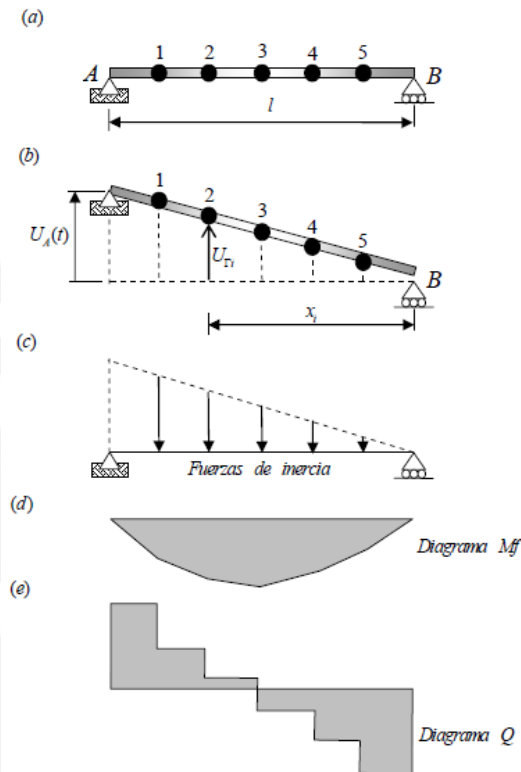 (a)
1 2 3 4 5
A B
l
(b)
1
2
3
4
5
U_A(t)
U_Ti
B
x_i
(c)
Fuerzas de inercia
(d)
Diagrama Mf
(e)
Diagrama Q